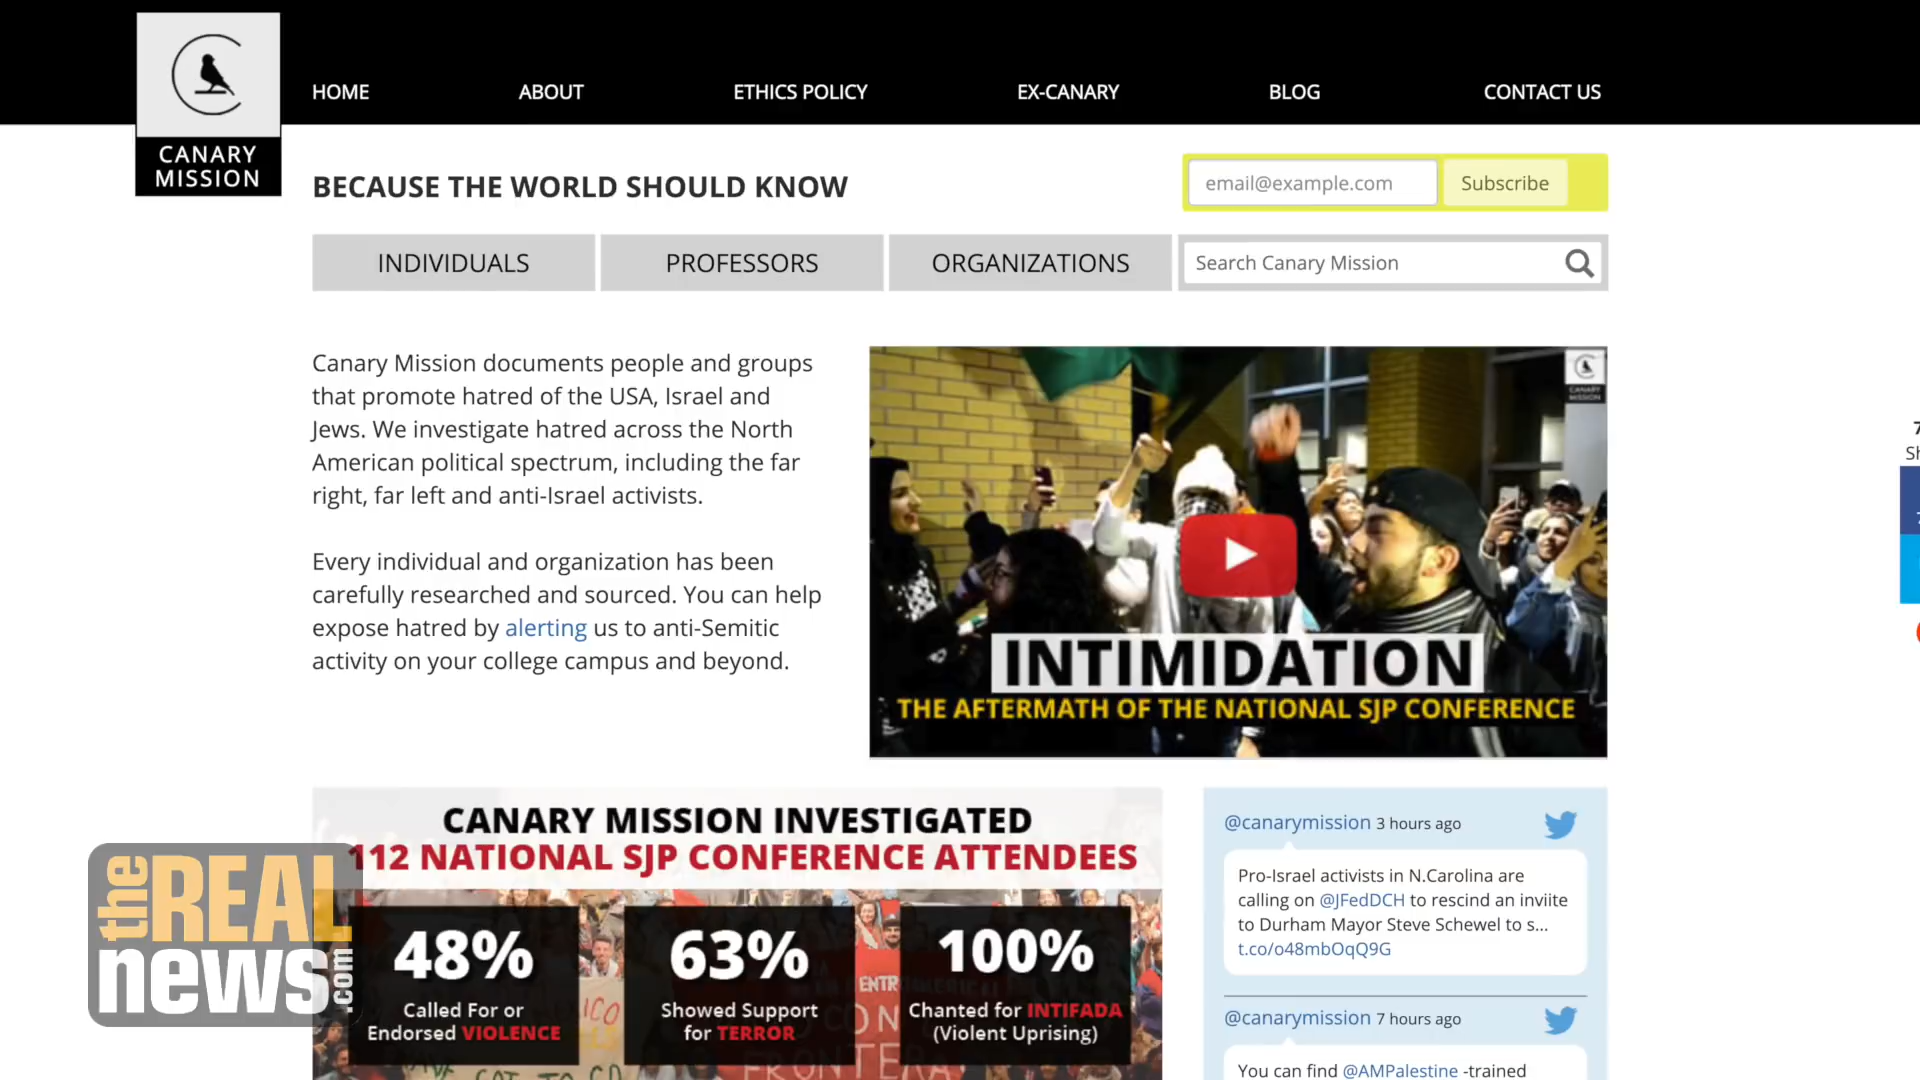 HOME
ABOUT
ETHICS POLICY
EX-CANARY
BLOG
CONTACT US
CANARY
MISSION
BECAUSE THE WORLD SHOULD KNOW
email@example.com
Subscribe
INDIVIDUALS
PROFESSORS
ORGANIZATIONS
Search Canary Mission
Canary Mission documents people and groups
that promote hatred of the USA, Israel and
Jews. We investigate hatred across the North
American political spectrum, including the far
right, far left and anti-Israel activists.
Every individual and organization has been
carefully researched and sourced. You can help
expose hatred by alerting us to anti-Semitic
activity on your college campus and beyond.
CANARY
MISSION
INTIMIDATION
THE AFTERMATH OF THE NATIONAL SJP CONFERENCE
CANARY MISSION INVESTIGATED
112 NATIONAL SJP CONFERENCE ATTENDEES
48%
Called For or
Endorsed VIOLENCE
63%
Showed Support
for TERROR
100%
Chanted for INTIFADA
(Violent Uprising)
@canarymission 3 hours ago
Pro-Israel activists in N.Carolina are
calling on @JFedDCH to rescind an inviite
to Durham Mayor Steve Schewel to s...
t.co/o48mbOqQ9G
@canarymission 7 hours ago
You can find @AMPalestine -trained
the REAL
news.com